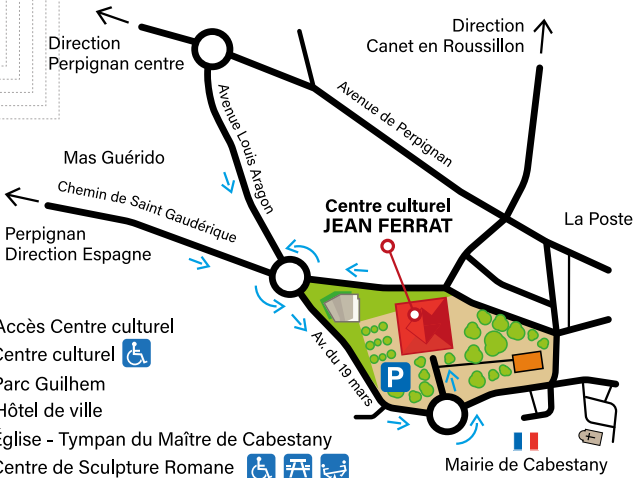 Direction
Perpignan centre
Direction
Canet en Roussillon
Avenue Louis Aragon
Avenue de Perpignan
Mas Guérido
Chemin de Saint Gaudérique
Centre culturel
JEAN FERRAT
La Poste
Perpignan
Direction Espagne
Accès Centre culturel
Centre culturel
Parc Guilhem
Hôtel de ville
Église - Tympan du Maître de Cabestany
Centre de Sculpture Romane
Av. du 19 mars
P
Mairie de Cabestany